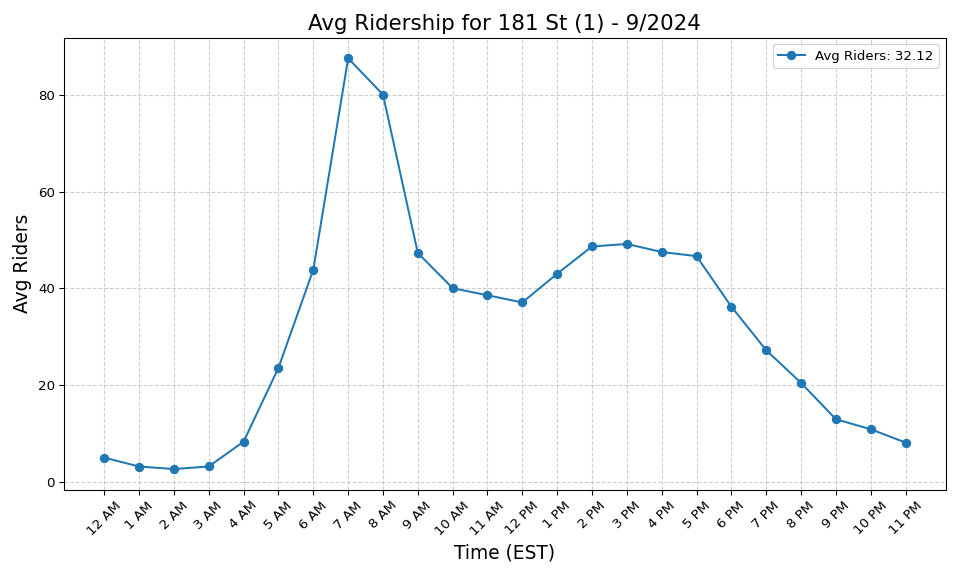 Avg Ridership for 181 St (1) - 9/2024
Avg Riders: 32.12
Avg Riders
80
60
40
20
0
12 AM
1 AM
2 AM
3 AM
4 AM
5 AM
6 AM
7 AM
8 AM
9 AM
10 AM
11 AM
12 PM
1 PM
2 PM
3 PM
4 PM
5 PM
6 PM
7 PM
8 PM
9 PM
10 PM
11 PM
Time (EST)